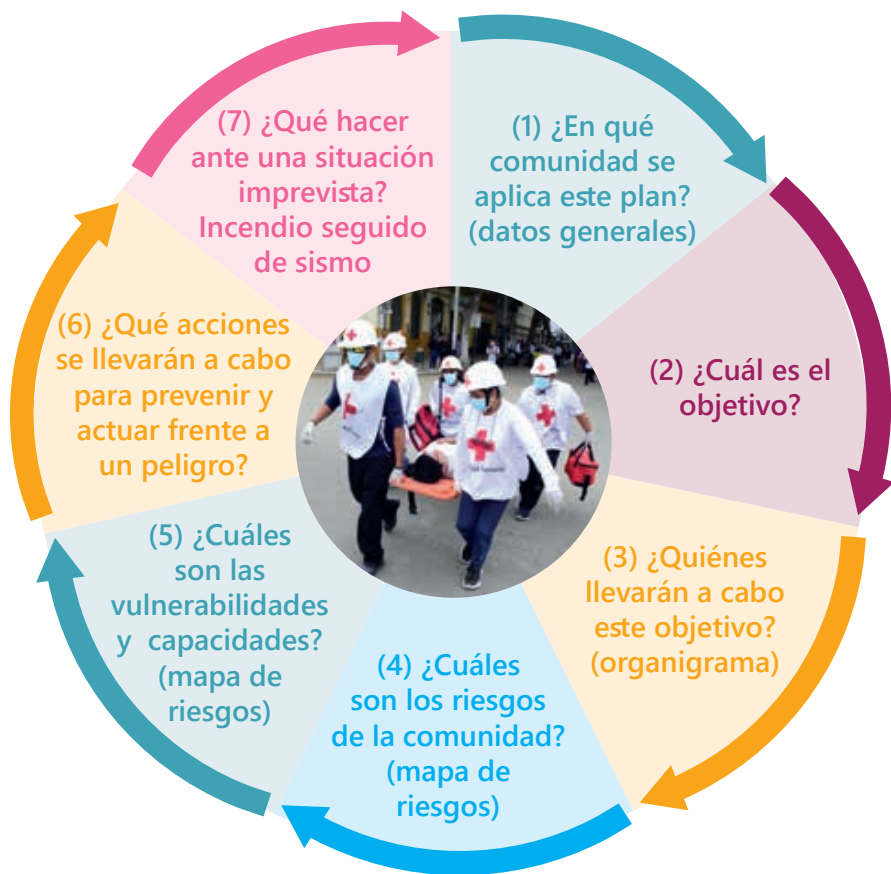 (1) ¿En qué
comunidad se
aplica este plan?
(datos generales)
(2) ¿Cuál es el
objetivo?
(3) ¿Quiénes
llevarán a cabo
este objetivo?
(organigrama)
(4) ¿Cuáles
son los riesgos
de la comunidad?
(mapa de
riesgos)
(5) ¿Cuáles
son las
vulnerabilidades
y capacidades?
(mapa de
riesgos)
(6) ¿Qué acciones
se llevarán a cabo
para prevenir y
actuar frente a
un peligro?
(7) ¿Qué hacer
ante una situación
imprevista?
Incendio seguido
de sismo